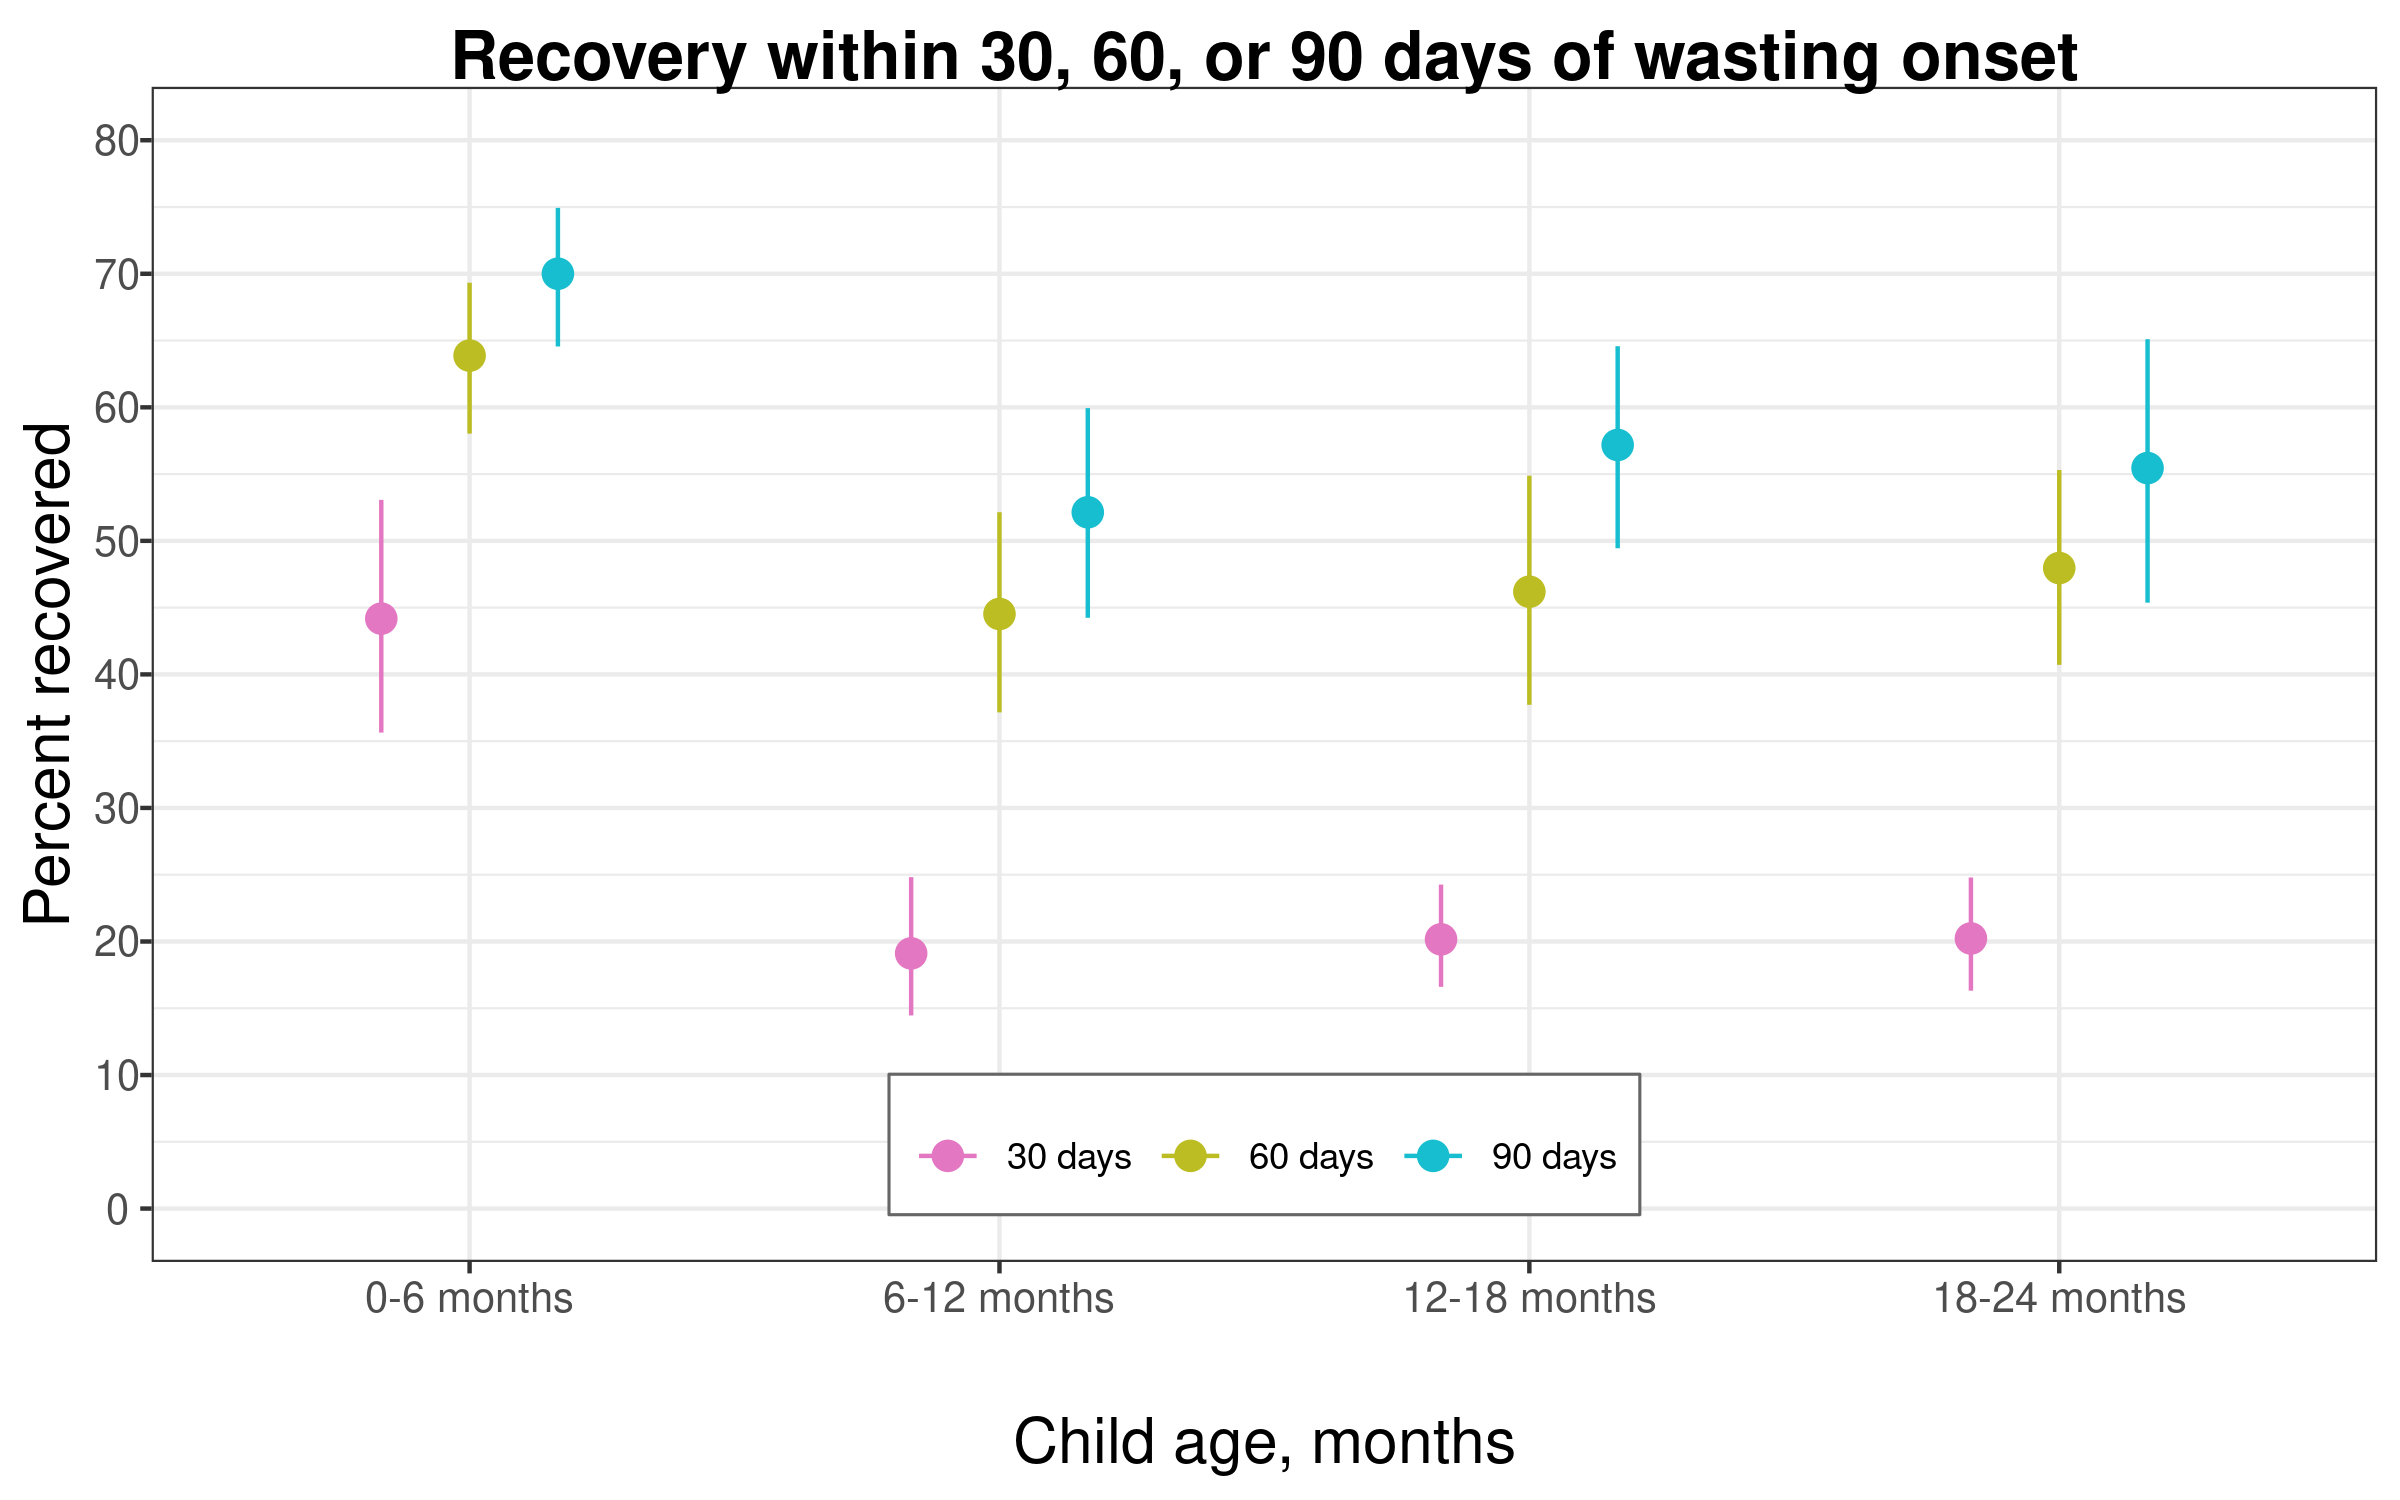 Recovery within 30, 60, or 90 days of wasting onset
Percent recovered
80
70
60
50
40
30
20
10
0
30 days 60 days 90 days
0-6 months 6-12 months 12-18 months 18-24 months
Child age, months